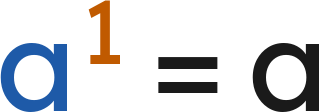 a¹ = a